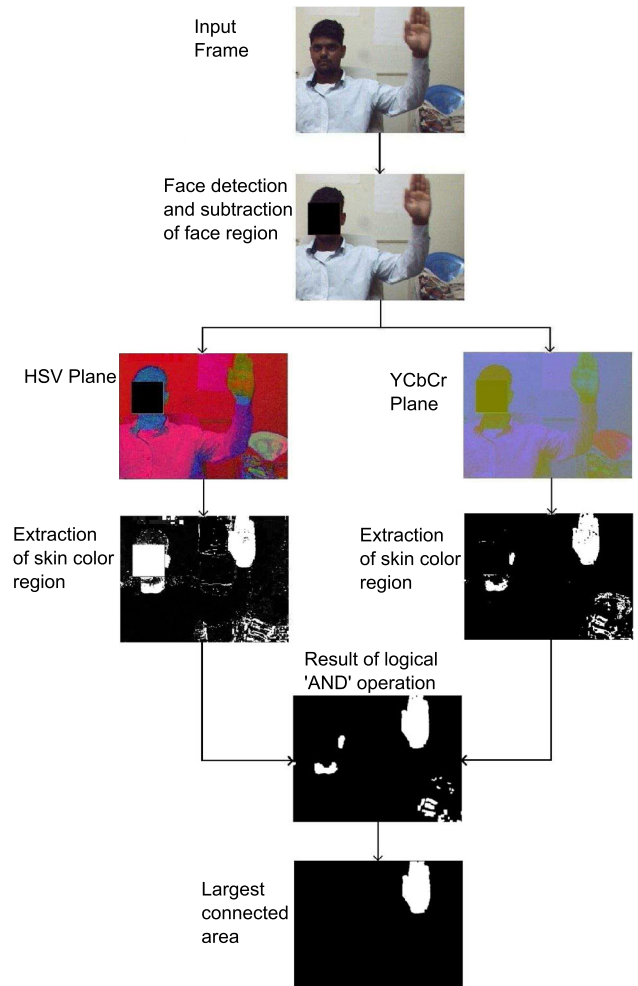 Input
Frame
Face detection
and subtraction
of face region
HSV Plane
YCbCr
Plane
Extraction
of skin color
region
Extraction
of skin color
region
Result of logical
'AND' operation
Largest
connected
area